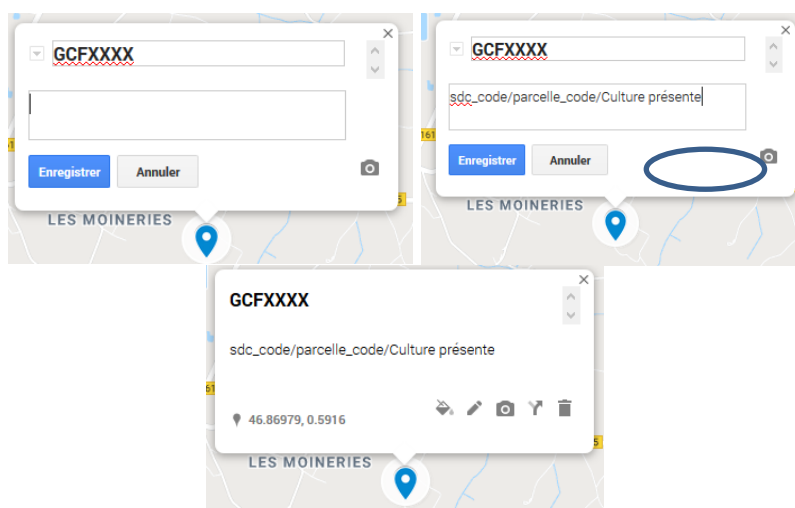 GCFXXXX
Enregistrer Annuler
LES MOINERIES
GCFXXXX
sdc_code/parcelle_code/Culture présente
161
Enregistrer Annuler
LES MOINERIES
GCFXXXX
sdc_code/parcelle_code/Culture présente
46.86979, 0.5916
LES MOINERIES